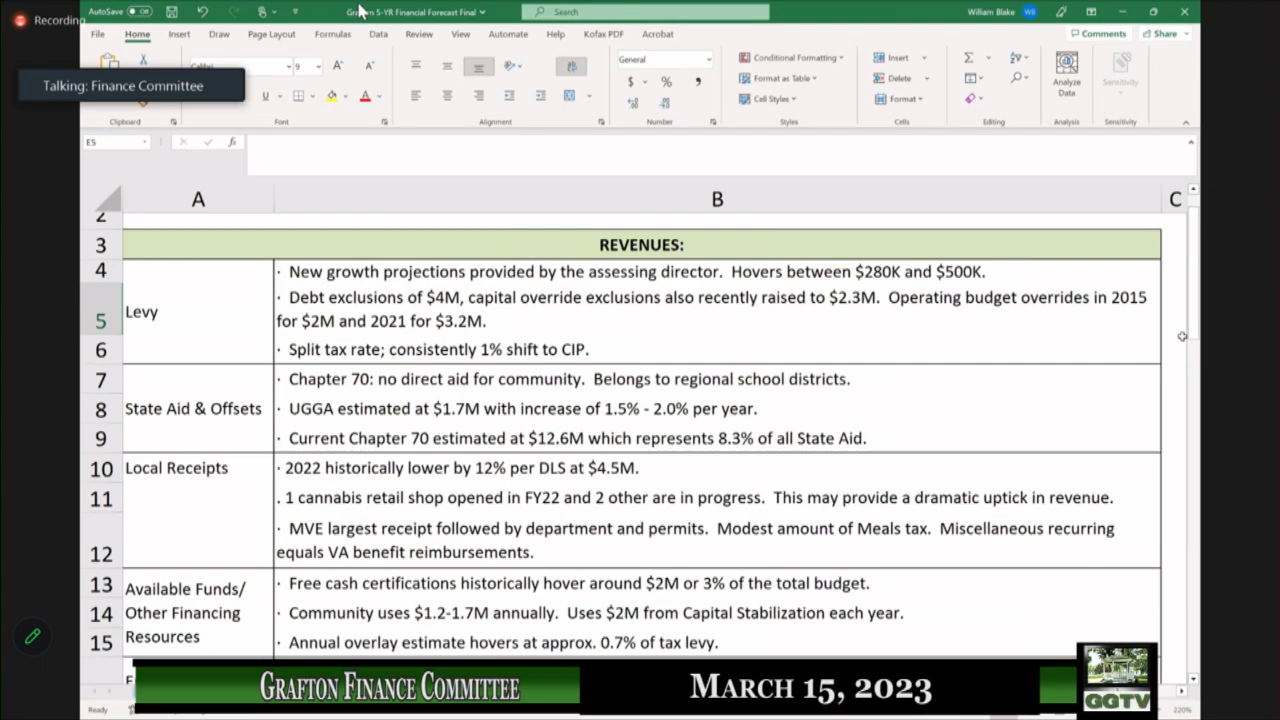 Recording
AutoSave Off
5-YR Financial Forecast Final
Search
William Blake WB
File Home Insert Draw Page Layout Formulas Data Review View Automate Help Kofax PDF Acrobat
Comments Share
Talking: Finance Committee
9
General
Conditional Formatting
Format as Table
Cell Styles
Insert
Delete
Format
Analyze
Data
Sensitivity
Clipboard Font Alignment Number Styles Cells Editing Analysis Sensitivity
E5
fx
A B C
2
3 REVENUES:
4 · New growth projections provided by the assessing director. Hovers between $280K and $500K.
Levy
· Debt exclusions of $4M, capital override exclusions also recently raised to $2.3M. Operating budget overrides in 2015
5 for $2M and 2021 for $3.2M.
6 · Split tax rate; consistently 1% shift to CIP.
7 · Chapter 70: no direct aid for community. Belongs to regional school districts.
8 State Aid & Offsets · UGGA estimated at $1.7M with increase of 1.5% - 2.0% per year.
9 · Current Chapter 70 estimated at $12.6M which represents 8.3% of all State Aid.
10 Local Receipts · 2022 historically lower by 12% per DLS at $4.5M.
11 . 1 cannabis retail shop opened in FY22 and 2 other are in progress. This may provide a dramatic uptick in revenue.
· MVE largest receipt followed by department and permits. Modest amount of Meals tax. Miscellaneous recurring
12 equals VA benefit reimbursements.
Available Funds/
Other Financing
Resources
13 · Free cash certifications historically hover around $2M or 3% of the total budget.
14 · Community uses $1.2-1.7M annually. Uses $2M from Capital Stabilization each year.
15 · Annual overlay estimate hovers at approx. 0.7% of tax levy.
GRAFTON FINANCE COMMITTEE
MARCH 15, 2023
GGTV
Ready
220%